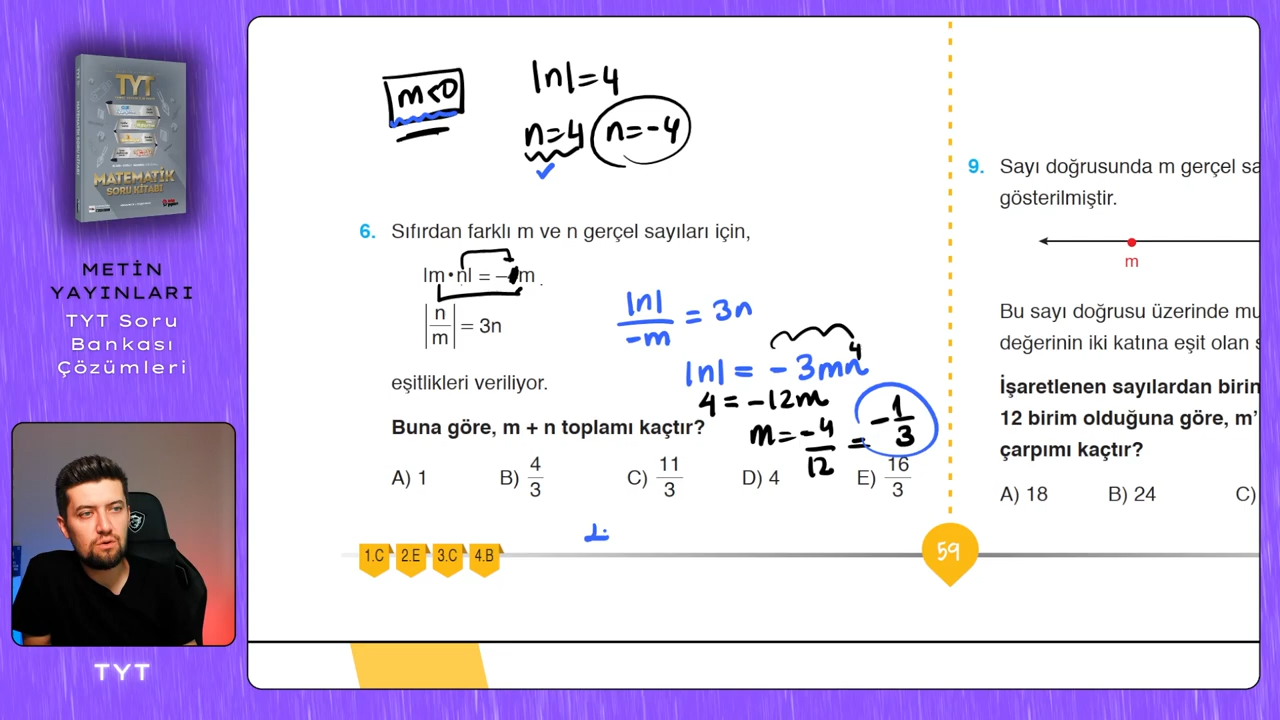 TYT
MATEMATİK
SORU KİTABI
METİN
YAYINLARI
TYT Soru
Bankası
Çözümleri
TYT
m<0
|n|=4
n=4
n=-4
6. Sıfırdan farklı m ve n gerçel sayıları için,
|m·n| = – m
|n/m| = 3n
|n|/-m = 3n
|n| = -3mn
4
4 = -12m
m = -4/12 = -1/3
eşitlikleri veriliyor.
Buna göre, m + n toplamı kaçtır?
A) 1 B) 4/3 C) 11/3 D) 4 E) 16/3
1.C 2.E 3.C 4.B
59
9. Sayı doğrusunda m gerçel sa
gösterilmiştir.
m
Bu sayı doğrusu üzerinde mu
değerinin iki katına eşit olan s
İşaretlenen sayılardan birin
12 birim olduğuna göre, m'
çarpımı kaçtır?
A) 18 B) 24 C)